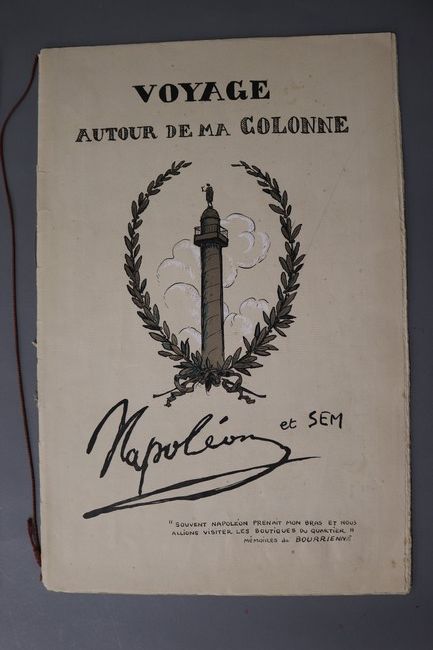 VOYAGE
AUTOUR DE MA COLONNE
Napoléon et SEM
"SOUVENT NAPOLÉON PRENAIT MON BRAS ET NOUS
ALLIONS VISITER LES BOUTIQUES DU QUARTIER"
MÉMOIRES de BOURRIENNE